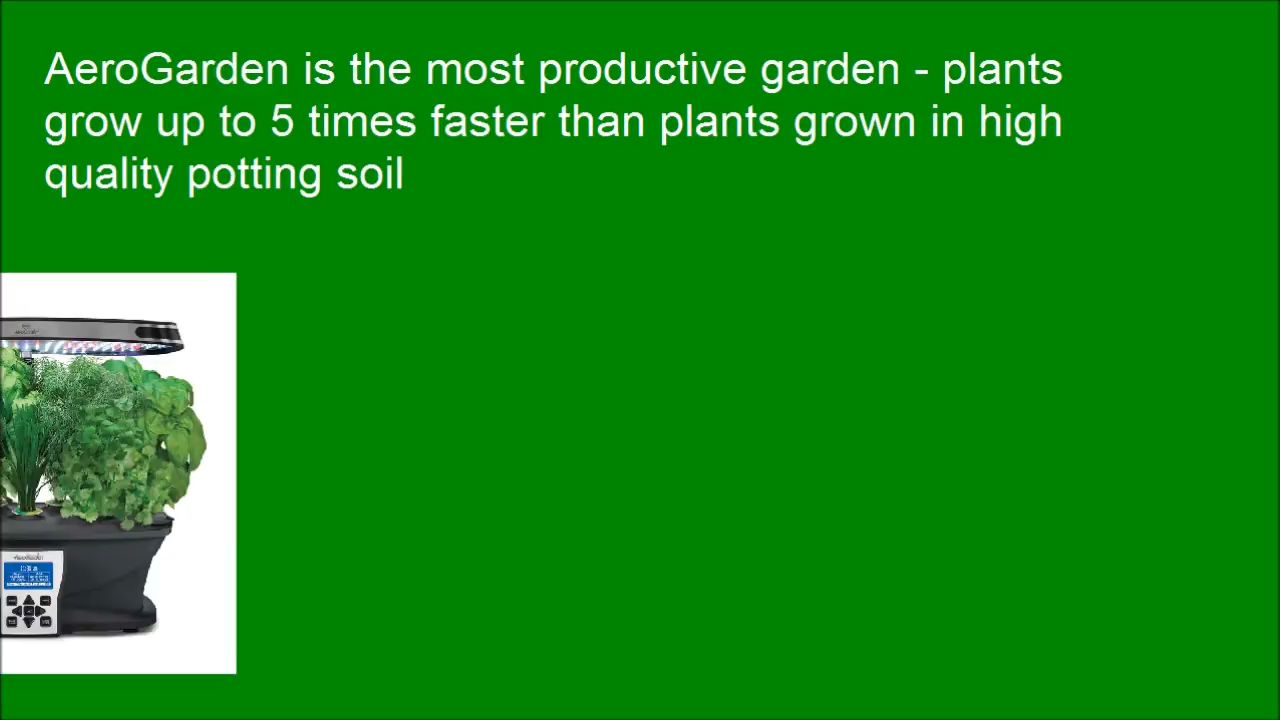 AeroGarden is the most productive garden - plants
grow up to 5 times faster than plants grown in high
quality potting soil